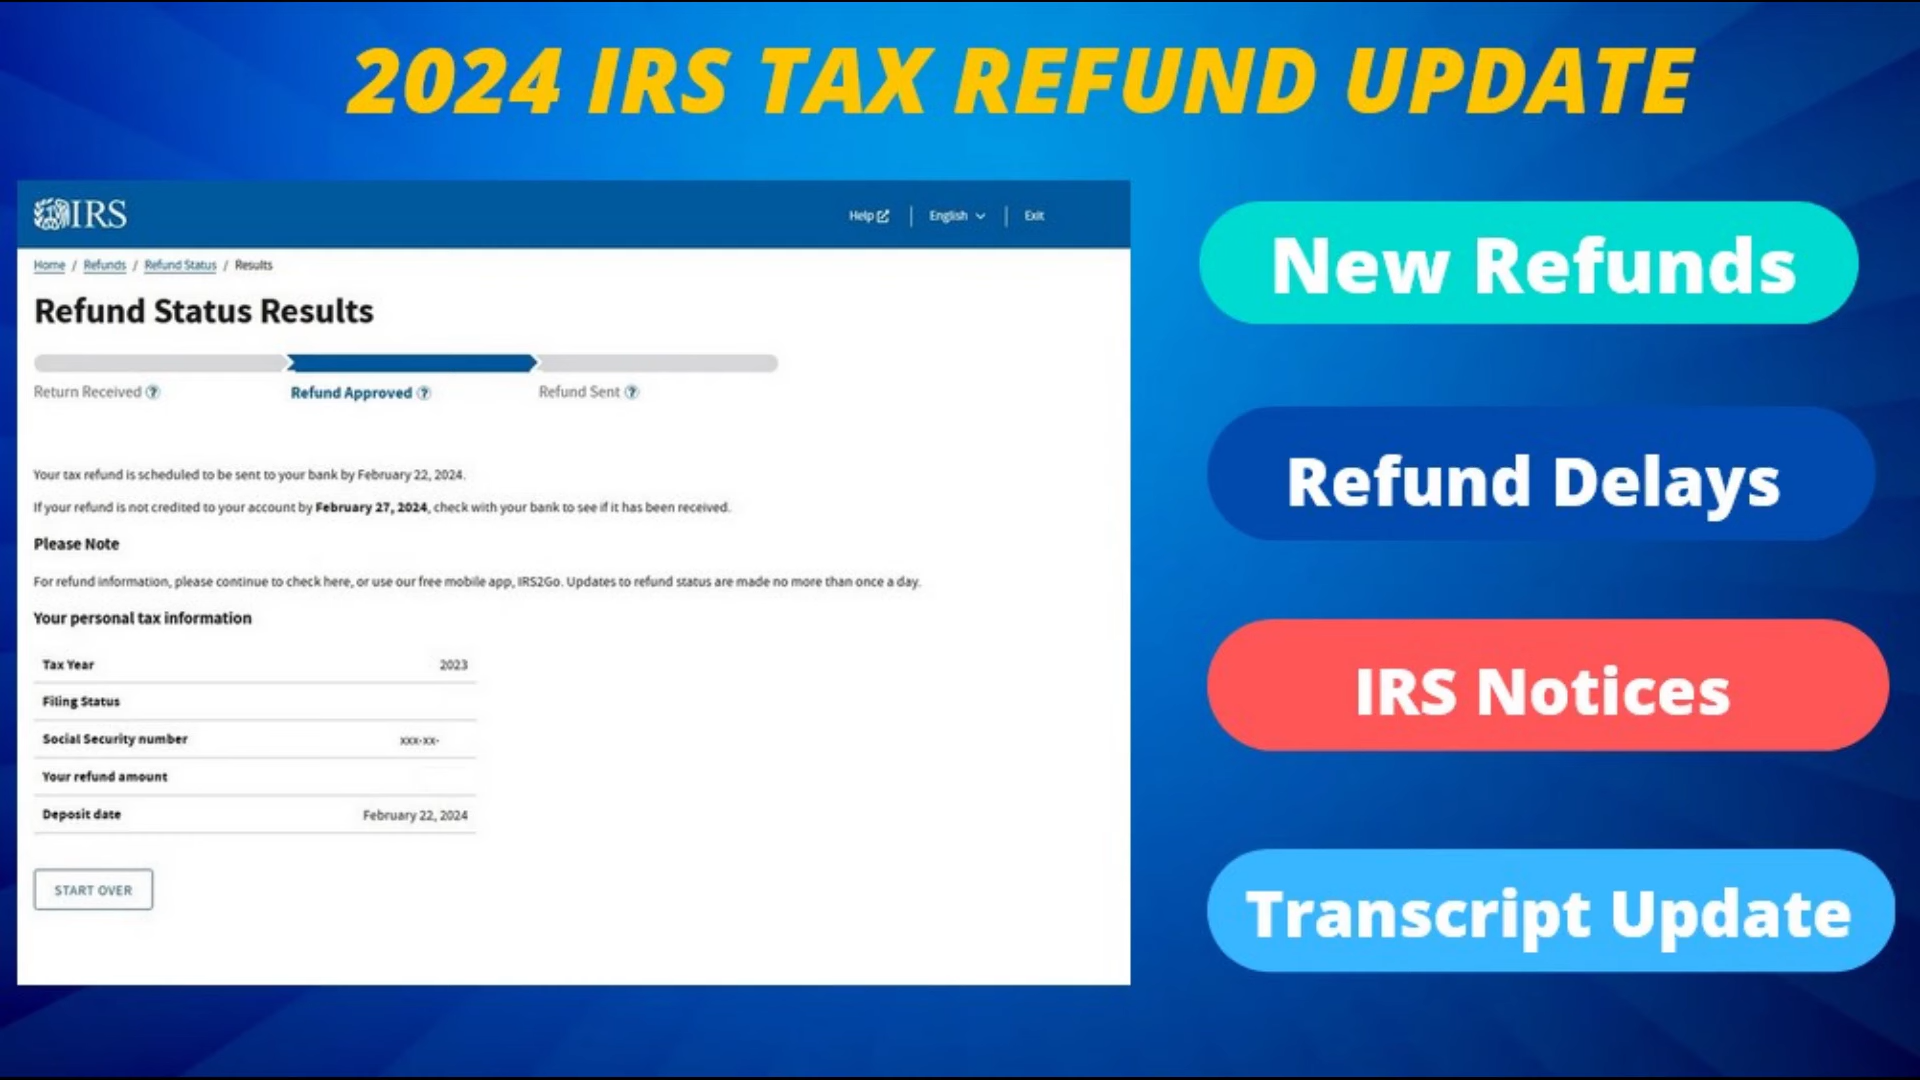 2024 IRS TAX REFUND UPDATE
IRS
Help | English | Exit
Home / Refunds / Refund Status / Results
Refund Status Results
Return Received ? Refund Approved ? Refund Sent ?
Your tax refund is scheduled to be sent to your bank by February 22, 2024.
If your refund is not credited to your account by February 27, 2024, check with your bank to see if it has been received.
Please Note
For refund information, please continue to check here, or use our free mobile app, IRS2Go. Updates to refund status are made no more than once a day.
Your personal tax information
Tax Year 2023
Filing Status
Social Security number xxx-xx-
Your refund amount
Deposit date February 22, 2024
START OVER
New Refunds
Refund Delays
IRS Notices
Transcript Update